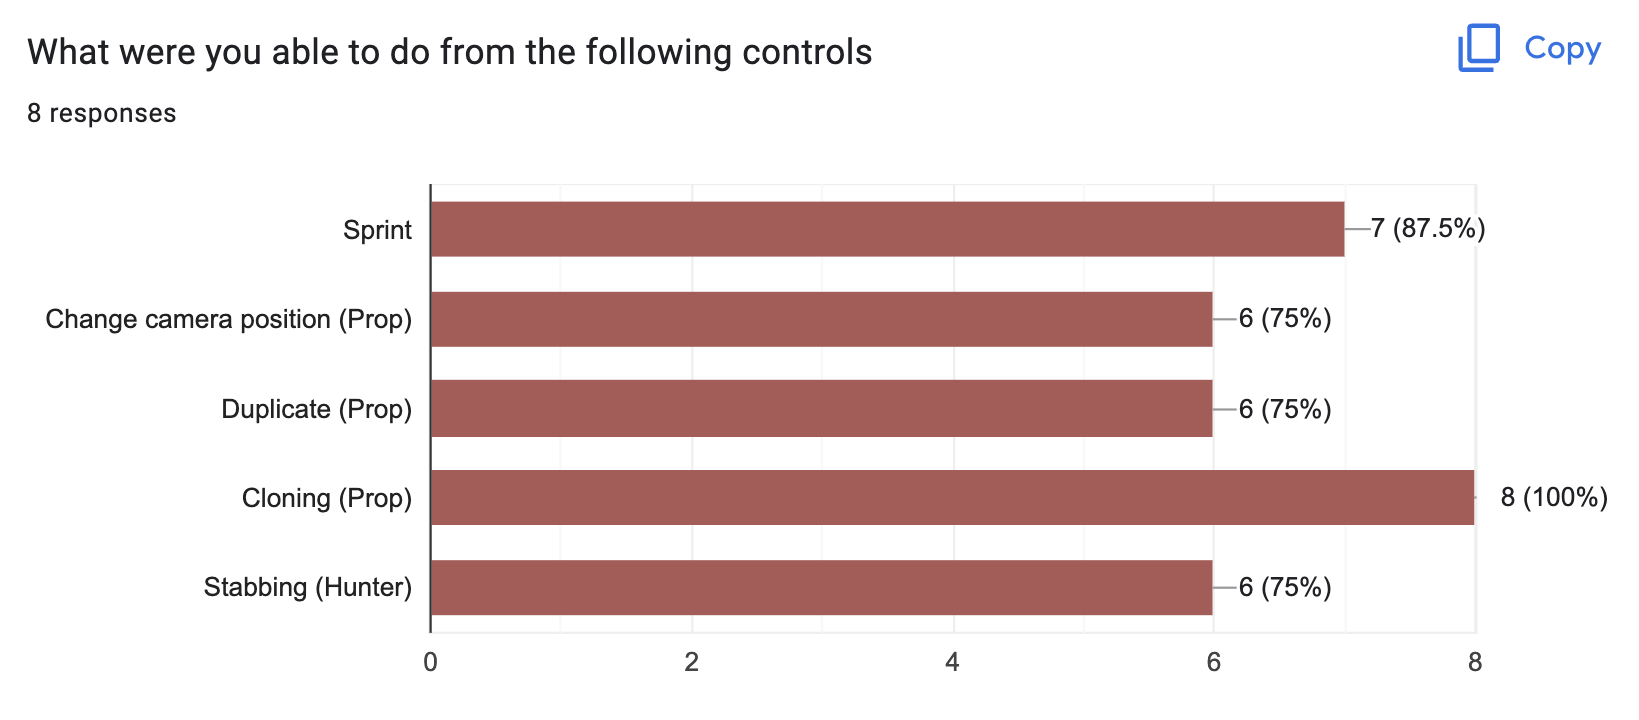 What were you able to do from the following controls
Copy
8 responses
Sprint
7 (87.5%)
Change camera position (Prop)
6 (75%)
Duplicate (Prop)
6 (75%)
Cloning (Prop)
8 (100%)
Stabbing (Hunter)
6 (75%)
0 2 4 6 8